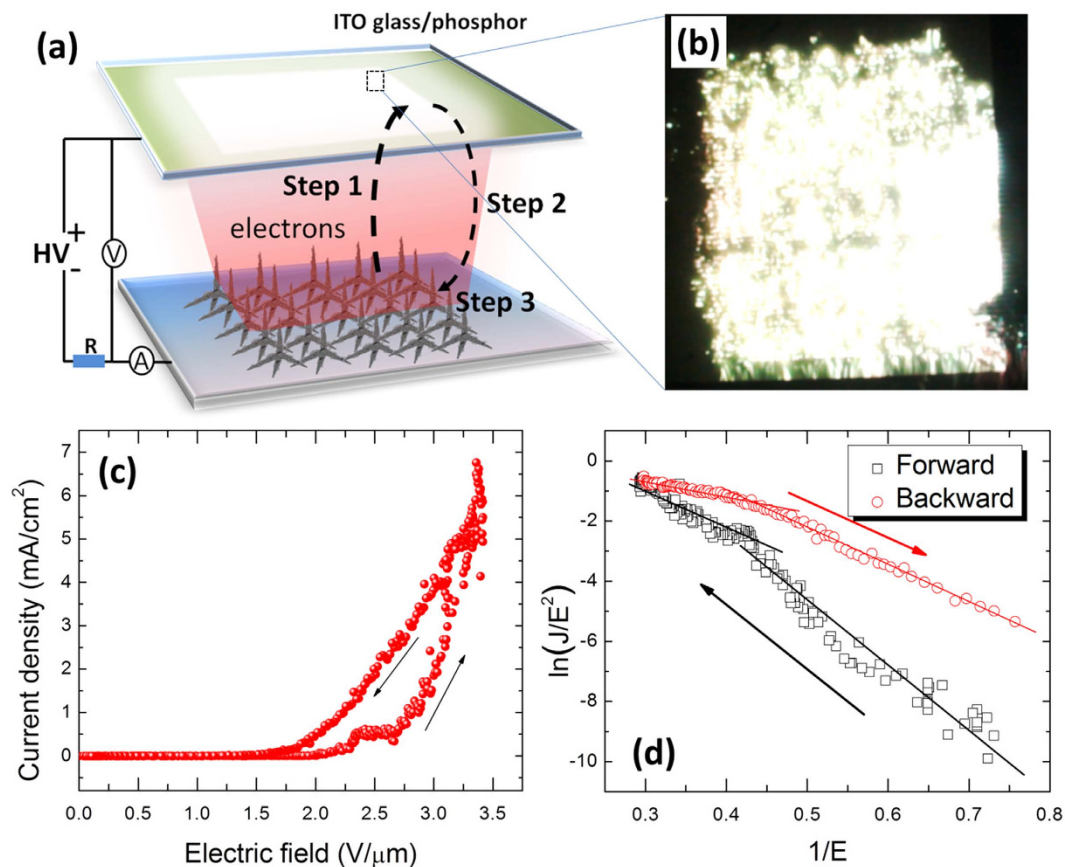 (a)
ITO glass/phosphor
Step 1
Step 2
electrons
Step 3
HV
+
-
V
R
A
(b)
(c)
Current density (mA/cm²)
7
6
5
4
3
2
1
0
0.0 0.5 1.0 1.5 2.0 2.5 3.0 3.5
Electric field (V/μm)
(d)
Forward
Backward
ln(J/E²)
0
-2
-4
-6
-8
-10
0.3 0.4 0.5 0.6 0.7 0.8
1/E